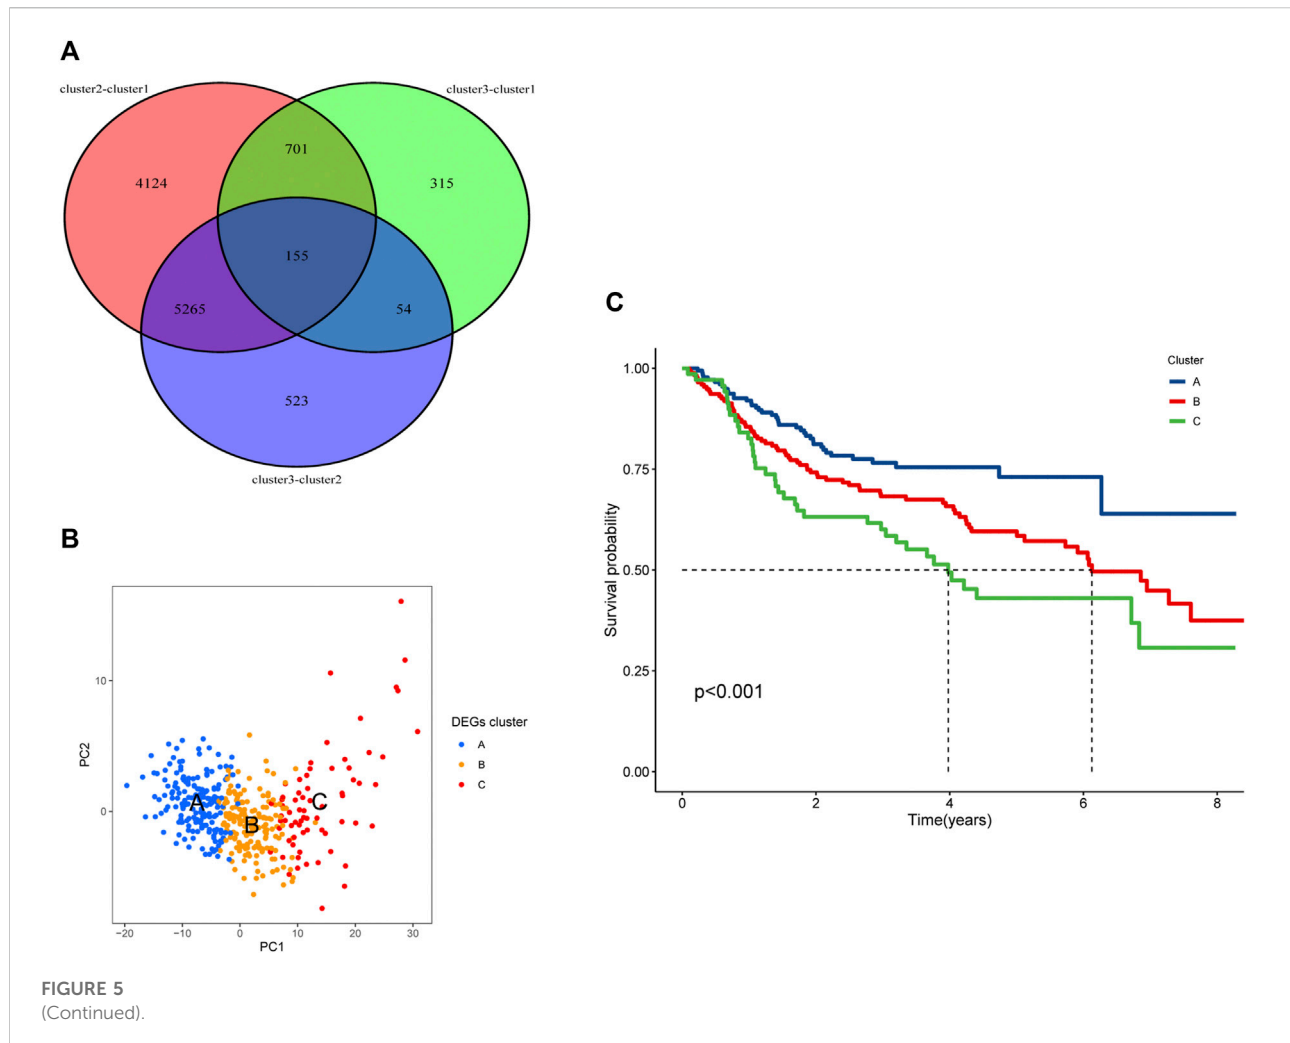 A
cluster2-cluster1
cluster3-cluster1
701
4124
315
155
5265
54
523
cluster3-cluster2
B
10
0
PC2
A
B
C
−20
−10
0
10
20
30
PC1
DEGs cluster
A
B
C
C
1.00
0.75
0.50
0.25
0.00
Survival probability
p<0.001
0
2
4
6
8
Time(years)
Cluster
A
B
C
FIGURE 5
(Continued).